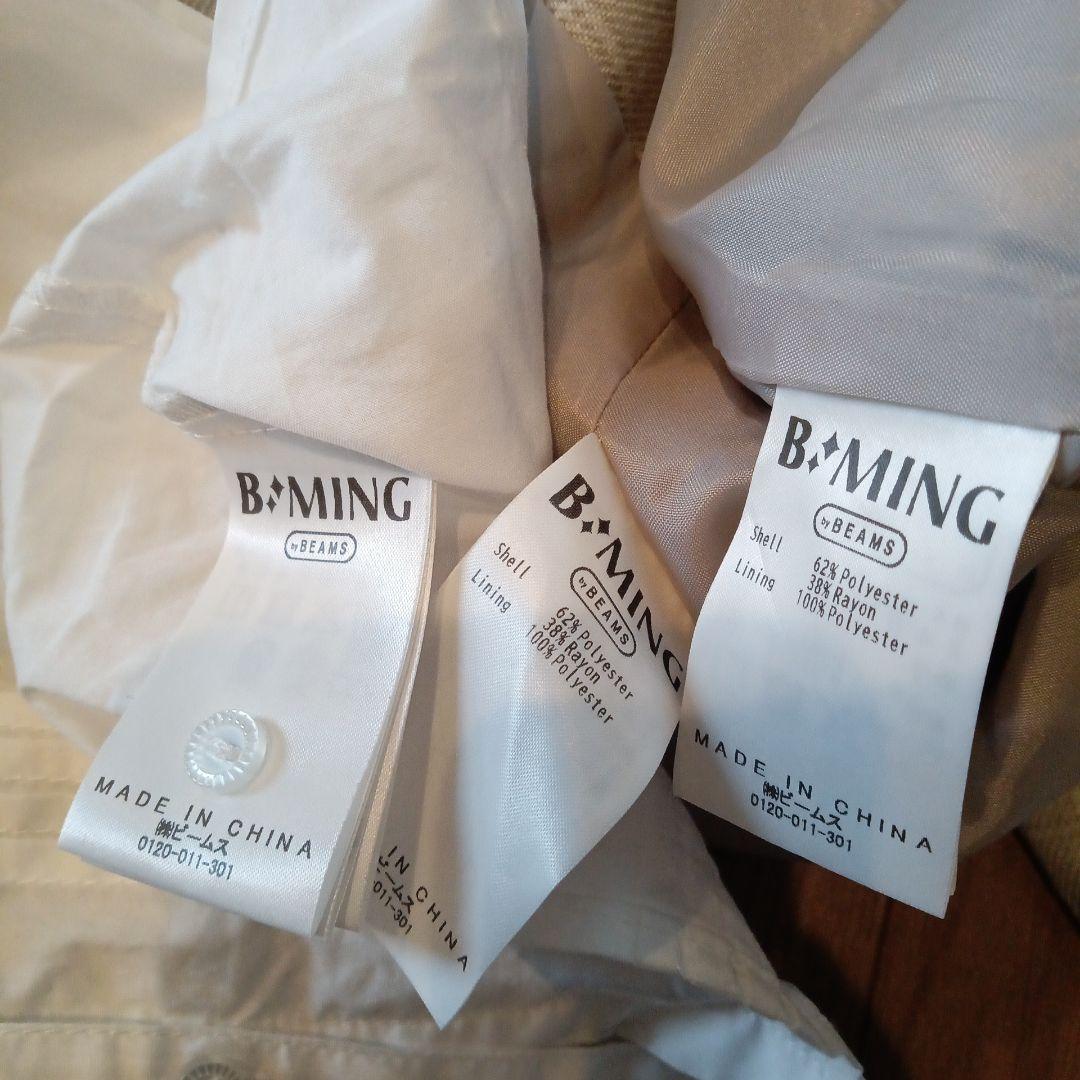 B:MING
by BEAMS
MADE IN CHINA
㈱ビームス
0120-011-301
B:MING
by BEAMS
Shell 62% Polyester
38% Rayon
Lining 100% Polyester
IN CHINA
ビームス
-011-301
B:MING
by BEAMS
Shell 62% Polyester
38% Rayon
Lining 100% Polyester
MADE IN CHINA
㈱ビームス
0120-011-301